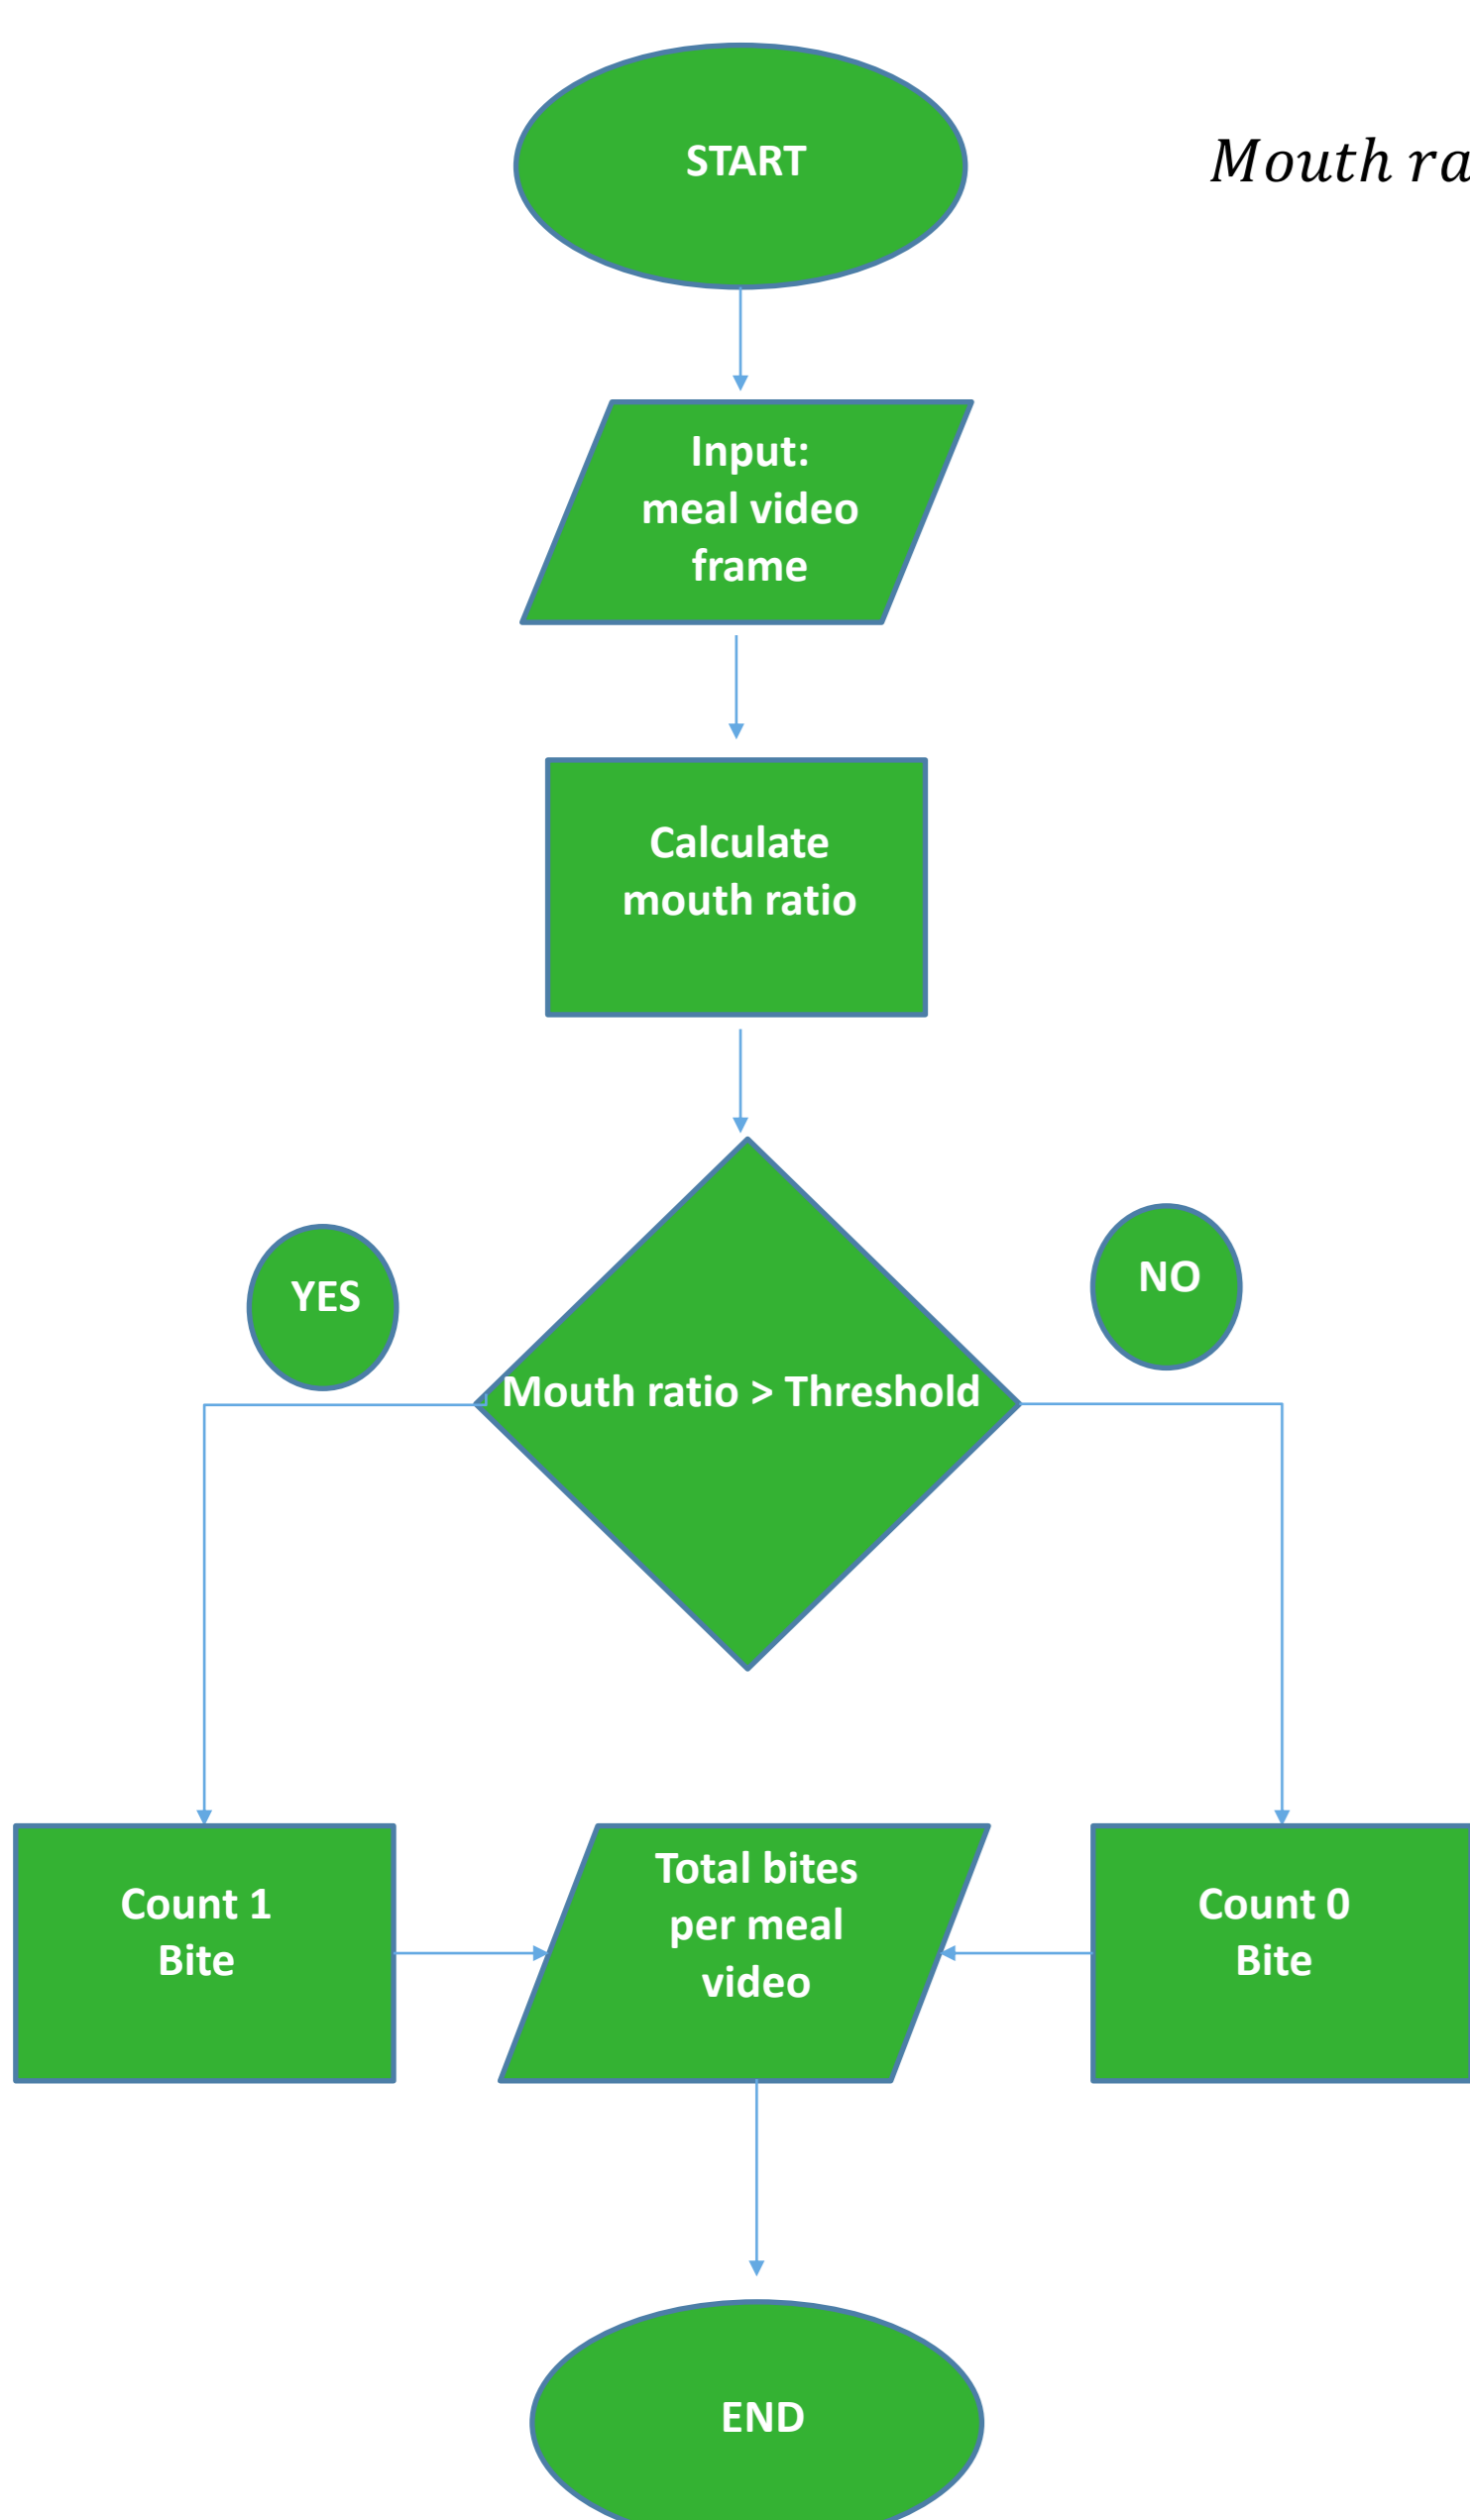 START
Mouth ra
Input:
meal video
frame
Calculate
mouth ratio
YES
NO
Mouth ratio > Threshold
Count 1
Bite
Total bites
per meal
video
Count 0
Bite
END